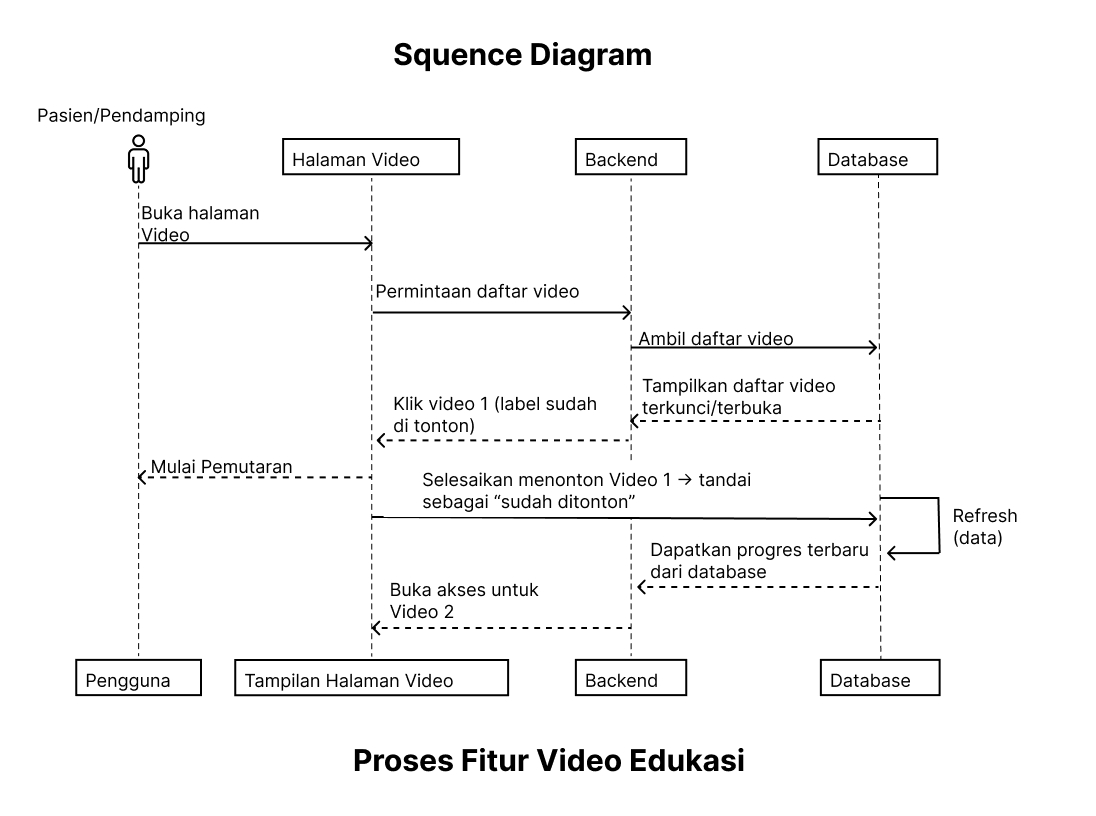 Squence Diagram
Pasien/Pendamping
Halaman Video
Backend
Database
Buka halaman
Video
Permintaan daftar video
Ambil daftar video
Tampilkan daftar video
terkunci/terbuka
Klik video 1 (label sudah
di tonton)
Mulai Pemutaran
Selesaikan menonton Video 1 → tandai
sebagai “sudah ditonton”
Refresh
(data)
Dapatkan progres terbaru
dari database
Buka akses untuk
Video 2
Pengguna
Tampilan Halaman Video
Backend
Database
Proses Fitur Video Edukasi